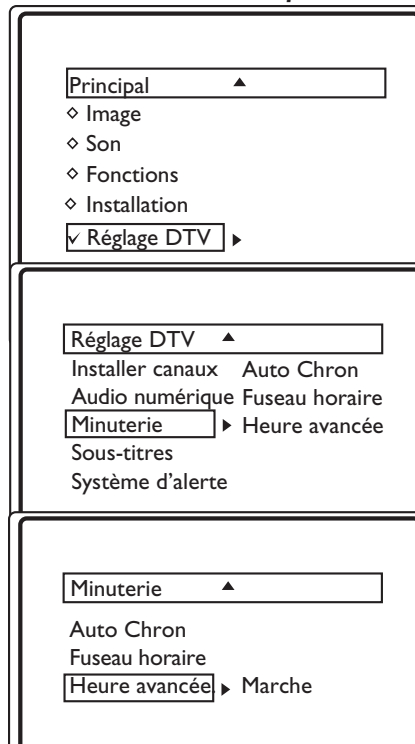 Principal
Image
Son
Fonctions
Installation
Réglage DTV
Réglage DTV
Installer canaux Auto Chron
Audio numérique Fuseau horaire
Minuterie Heure avancée
Sous-titres
Système d'alerte
Minuterie
Auto Chron
Fuseau horaire
Heure avancée. Marche